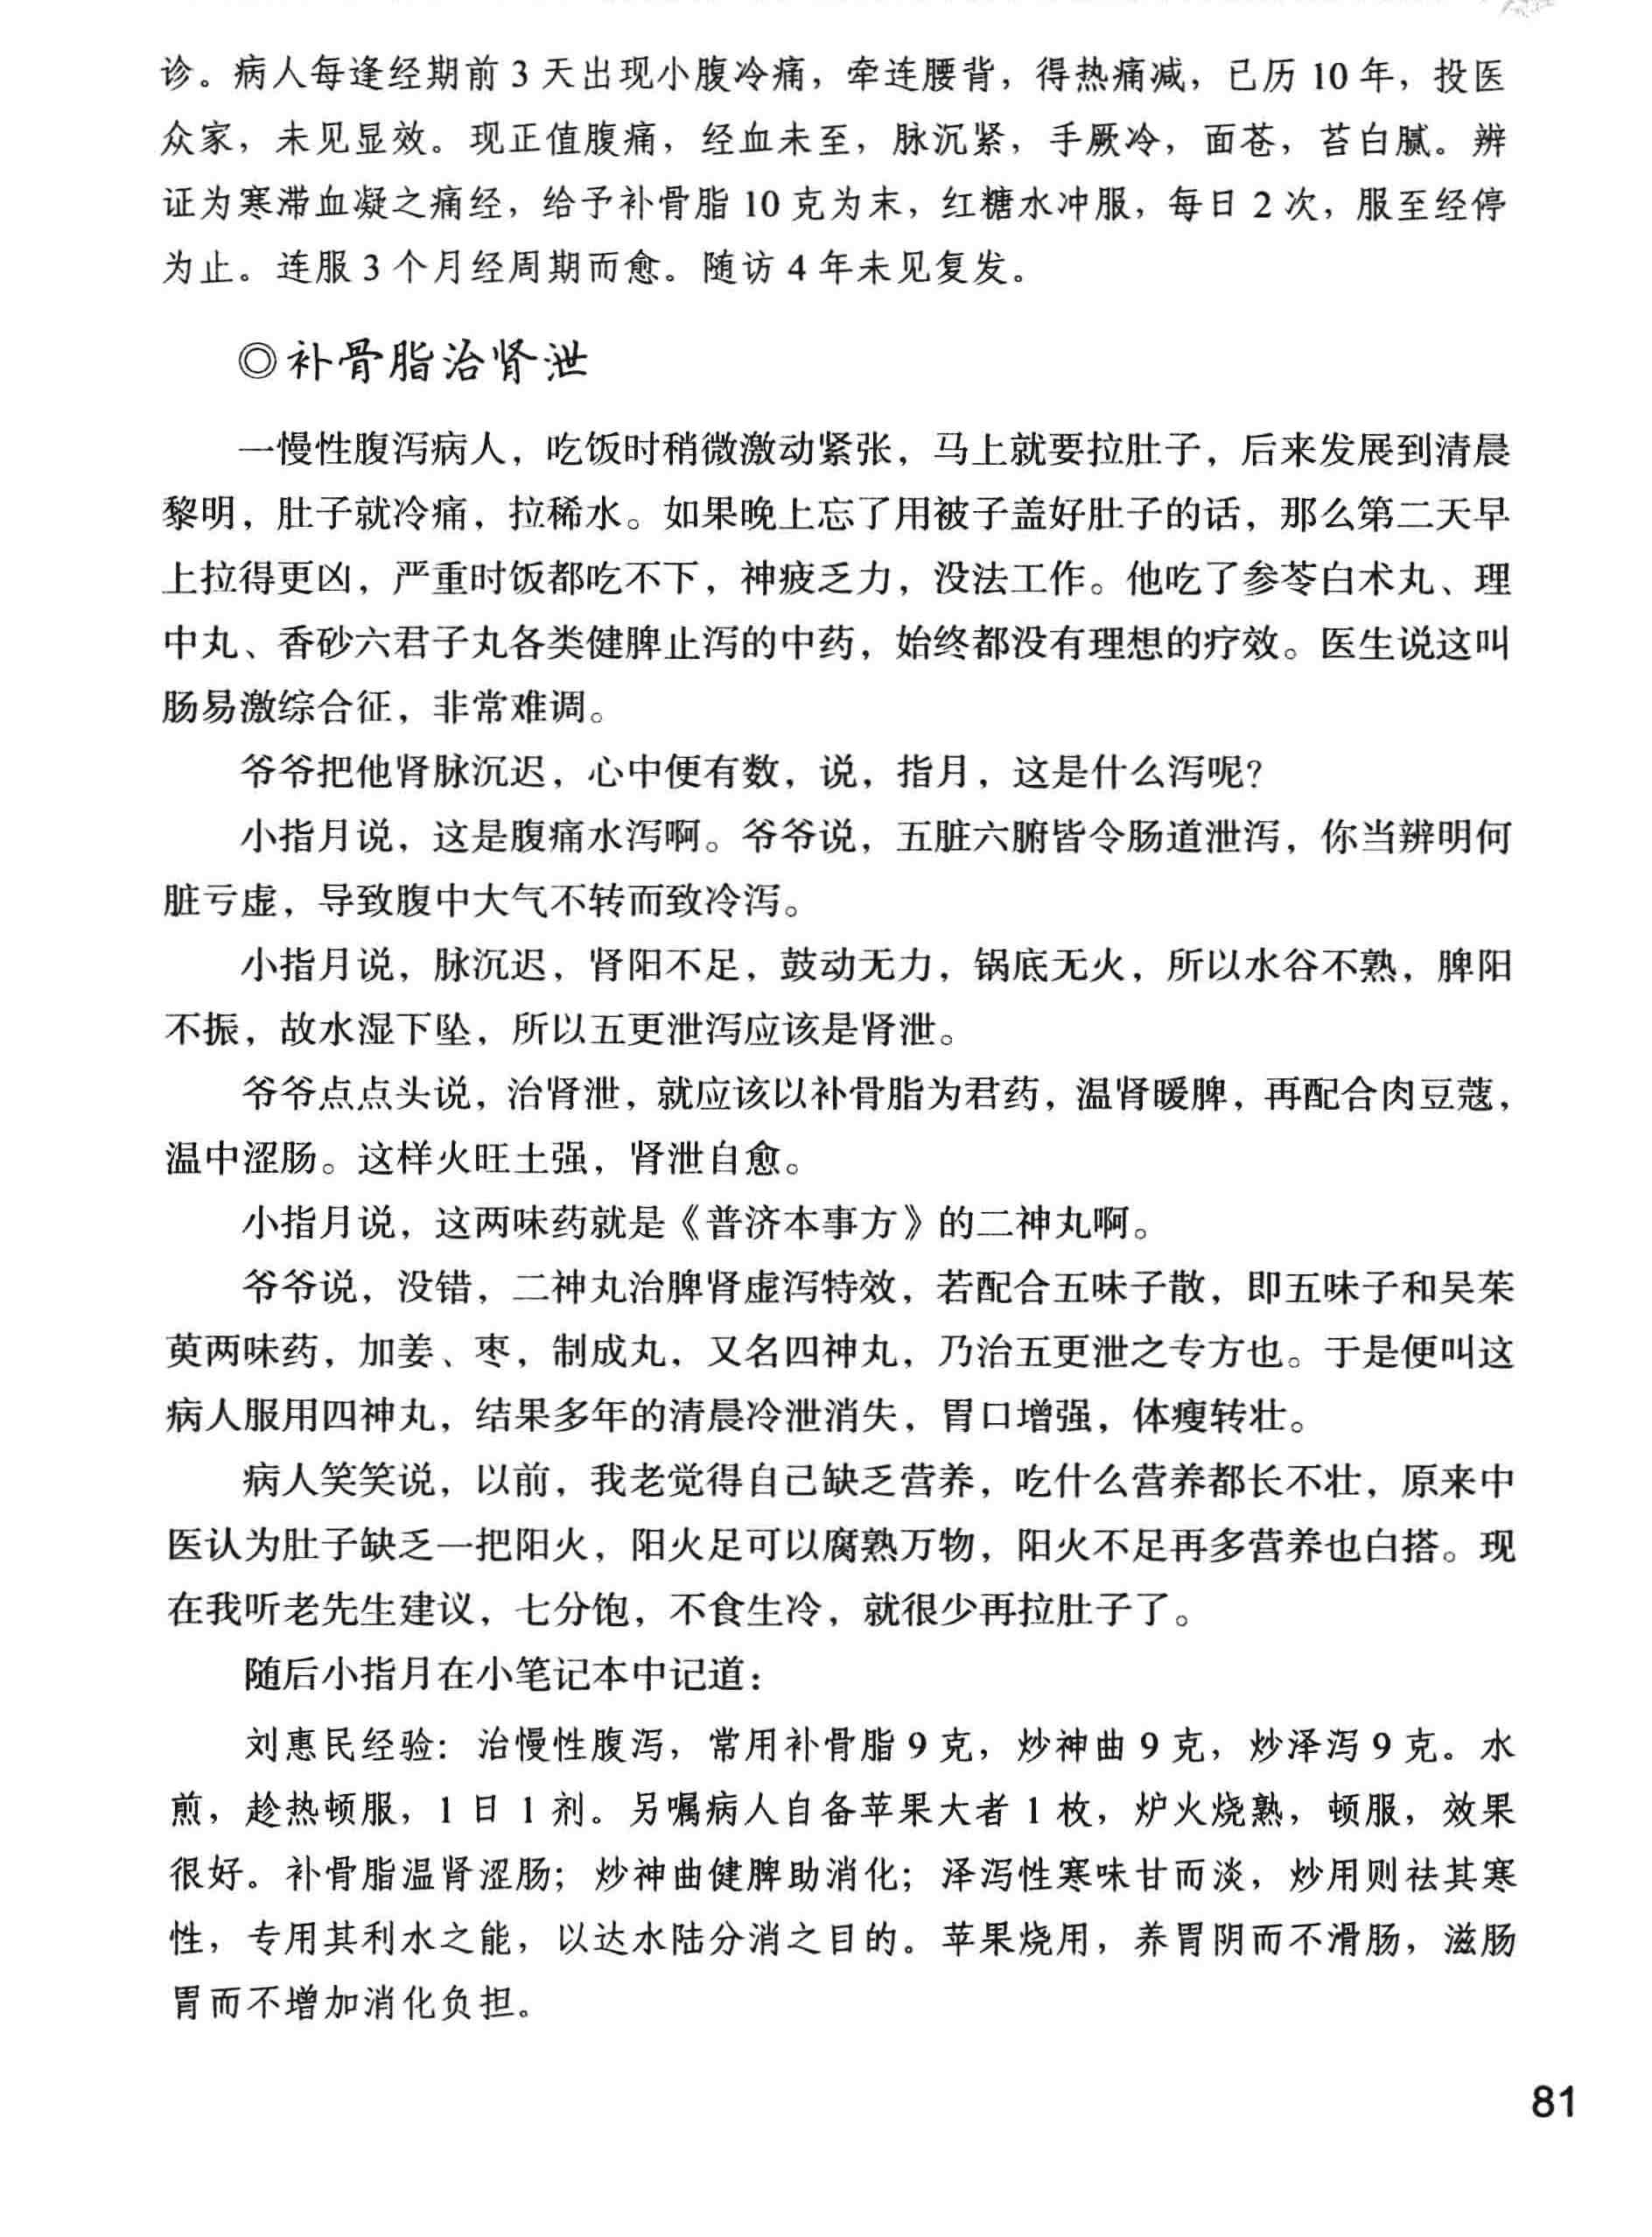 诊。病人每逢经期前 3 天出现小腹冷痛，牵连腰背，得热痛减，已历 10 年，投医
众家，未见显效。现正值腹痛，经血未至，脉沉紧，手厥冷，面苍，苔白腻。辨
证为寒滞血凝之痛经，给予补骨脂 10 克为末，红糖水冲服，每日 2 次，服至经停
为止。连服 3 个月经周期而愈。随访 4 年未见复发。
◎补骨脂治肾泄
一慢性腹泻病人，吃饭时稍微激动紧张，马上就要拉肚子，后来发展到清晨
黎明，肚子就冷痛，拉稀水。如果晚上忘了用被子盖好肚子的话，那么第二天早
上拉得更凶，严重时饭都吃不下，神疲乏力，没法工作。他吃了参苓白术丸、理
中丸、香砂六君子丸各类健脾止泻的中药，始终都没有理想的疗效。医生说这叫
肠易激综合征，非常难调。
爷爷把他肾脉沉迟，心中便有数，说，指月，这是什么泻呢？
小指月说，这是腹痛水泻啊。爷爷说，五脏六腑皆令肠道泄泻，你当辨明何
脏亏虚，导致腹中大气不转而致冷泻。
小指月说，脉沉迟，肾阳不足，鼓动无力，锅底无火，所以水谷不熟，脾阳
不振，故水湿下坠，所以五更泄泻应该是肾泄。
爷爷点点头说，治肾泄，就应该以补骨脂为君药，温肾暖脾，再配合肉豆蔻，
温中涩肠。这样火旺土强，肾泄自愈。
小指月说，这两味药就是《普济本事方》的二神丸啊。
爷爷说，没错，二神丸治脾肾虚泻特效，若配合五味子散，即五味子和吴茱
萸两味药，加姜、枣，制成丸，又名四神丸，乃治五更泄之专方也。于是便叫这
病人服用四神丸，结果多年的清晨冷泄消失，胃口增强，体瘦转壮。
病人笑笑说，以前，我老觉得自己缺乏营养，吃什么营养都长不壮，原来中
医认为肚子缺乏一把阳火，阳火足可以腐熟万物，阳火不足再多营养也白搭。现
在我听老先生建议，七分饱，不食生冷，就很少再拉肚子了。
随后小指月在小笔记本中记道：
刘惠民经验：治慢性腹泻，常用补骨脂 9 克，炒神曲 9 克，炒泽泻 9 克。水
煎，趁热顿服，1 日 1 剂。另嘱病人自备苹果大者 1 枚，炉火烧熟，顿服，效果
很好。补骨脂温肾涩肠；炒神曲健脾助消化；泽泻性寒味甘而淡，炒用则祛其寒
性，专用其利水之能，以达水陆分消之目的。苹果烧用，养胃阴而不滑肠，滋肠
胃而不增加消化负担。
81